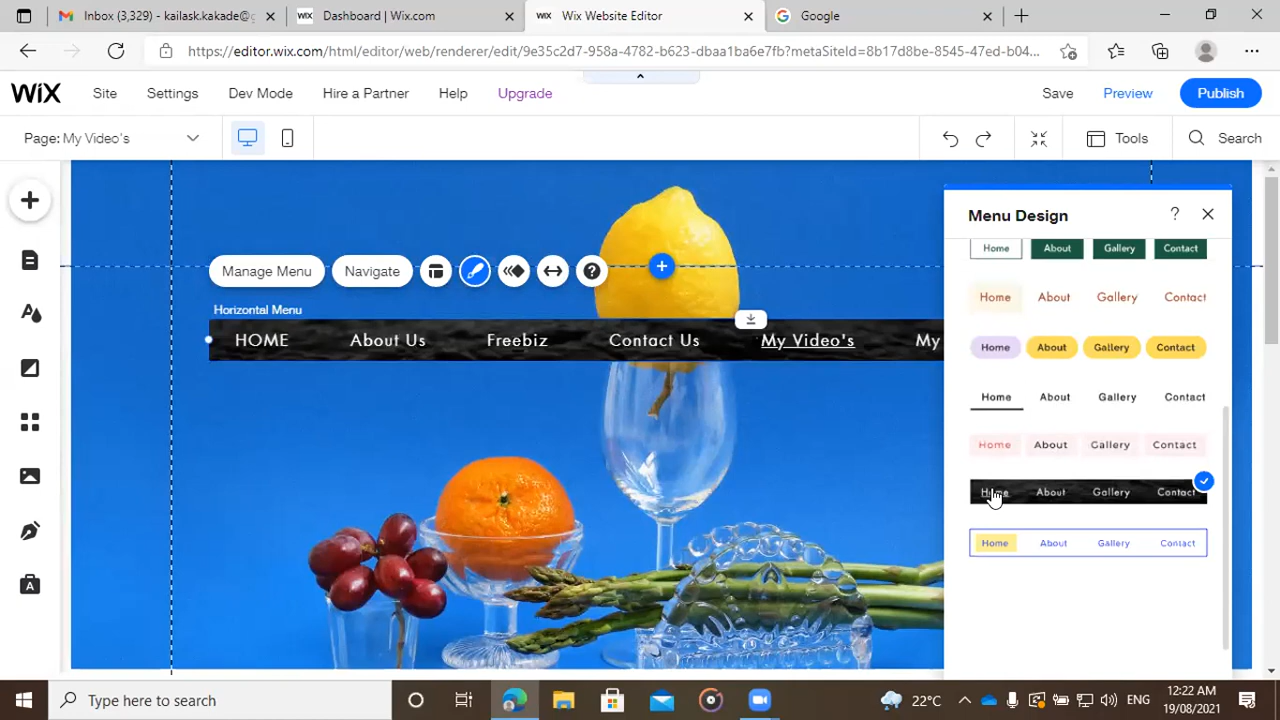 Inbox (3,329) - kailask.kakade@g
Dashboard | Wix.com
WiX
Wix Website Editor
Google
https://editor.wix.com/html/editor/web/renderer/edit/9e35c2d7-958a-4782-b623-dbaa1ba6e7fb?metaSiteId=8b17d8be-8545-47ed-b04...
WiX
Site
Settings
Dev Mode
Hire a Partner
Help
Upgrade
Save
Preview
Publish
Page: My Video's
Tools
Search
Menu Design
?
Home About Gallery Contact
Manage Menu
Navigate
Home About Gallery Contact
Horizontal Menu
HOME About Us Freebiz Contact Us My Video's My
Home About Gallery Contact
Home About Gallery Contact
Home About Gallery Contact
Home About Gallery Contact
Home About Gallery Contact
Type here to search
22°C
ENG
12:22 AM
19/08/2021